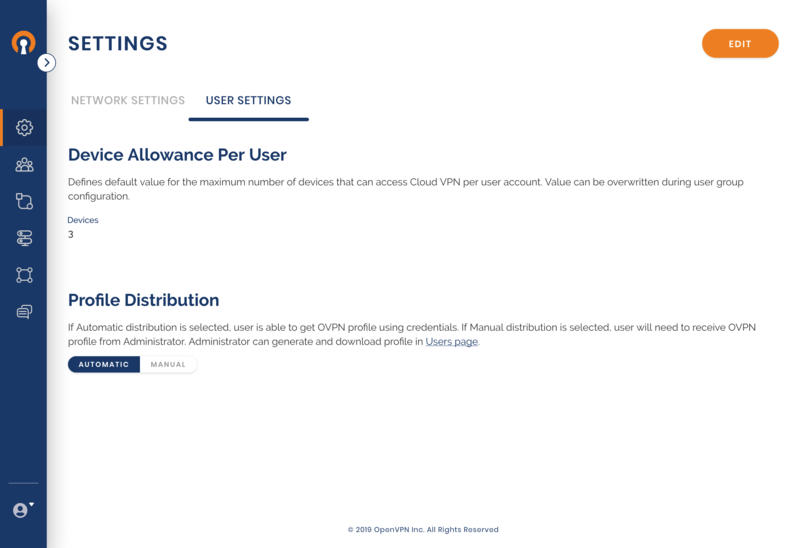 SETTINGS
EDIT
NETWORK SETTINGS
USER SETTINGS
Device Allowance Per User
Defines default value for the maximum number of devices that can access Cloud VPN per user account. Value can be overwritten during user group
configuration.
Devices
3
Profile Distribution
If Automatic distribution is selected, user is able to get OVPN profile using credentials. If Manual distribution is selected, user will need to receive OVPN
profile from Administrator. Administrator can generate and download profile in Users page.
AUTOMATIC
MANUAL
© 2019 OpenVPN Inc. All Rights Reserved